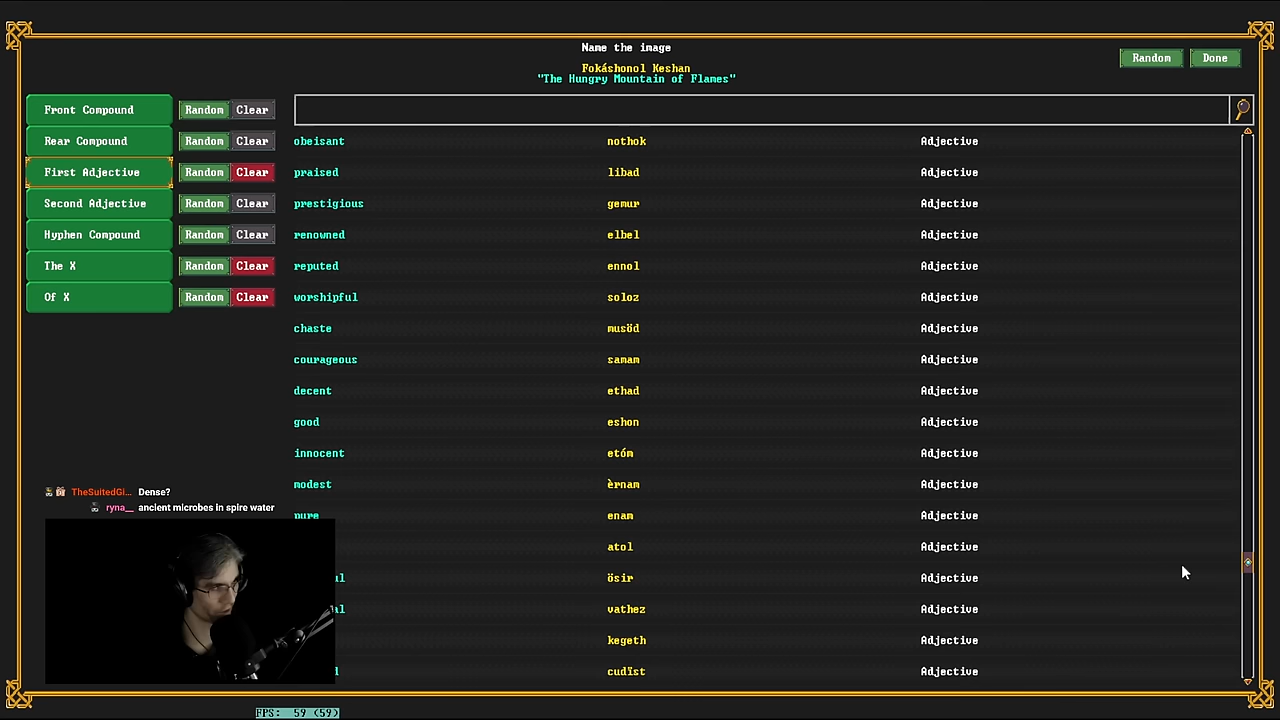 Name the image
Fokáshonol Keshan
"The Hungry Mountain of Flames"
Random Done
Front Compound Random Clear
Rear Compound Random Clear
First Adjective Random Clear
Second Adjective Random Clear
Hyphen Compound Random Clear
The X Random Clear
Of X Random Clear
obeisant nothok Adjective
praised libad Adjective
prestigious gemur Adjective
renowned elbel Adjective
reputed ennol Adjective
worshipful soloz Adjective
chaste musöd Adjective
courageous samam Adjective
decent ethad Adjective
good eshon Adjective
innocent etóm Adjective
modest èrnam Adjective
pure enam Adjective
atol Adjective
ösir Adjective
vathez Adjective
kegeth Adjective
cudïst Adjective
TheSuitedGi... Dense?
ryna__ ancient microbes in spire water
FPS: 59 (59)